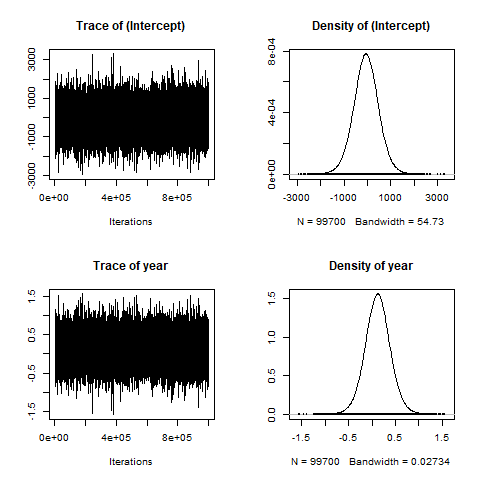 Trace of (Intercept)
3000
1000
-1000
-3000
0e+00 4e+05 8e+05
Iterations
Density of (Intercept)
8e-04
4e-04
0e+00
-3000 -1000 1000 3000
N = 99700 Bandwidth = 54.73
Trace of year
1.5
0.5
-0.5
-1.5
0e+00 4e+05 8e+05
Iterations
Density of year
1.5
1.0
0.5
0.0
-1.5 -0.5 0.5 1.5
N = 99700 Bandwidth = 0.02734